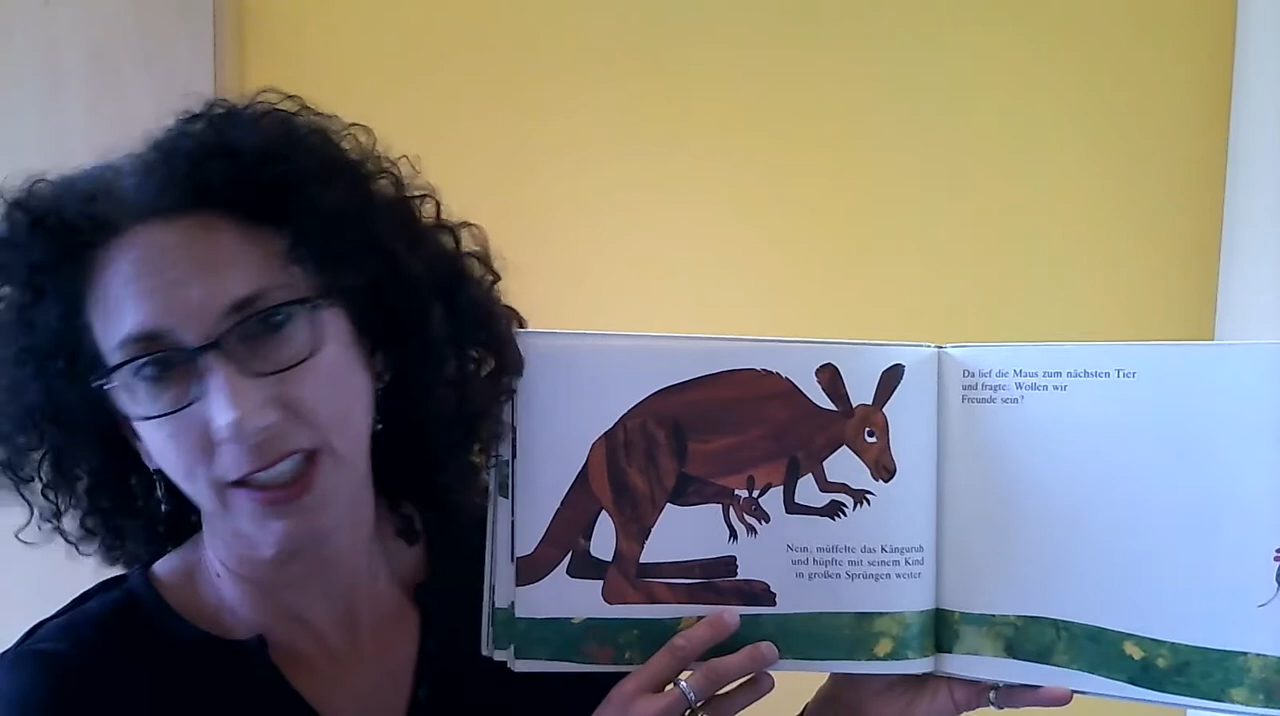 Nein, müffelte das Känguruh
und hüpfte mit seinem Kind
in großen Sprüngen weiter.
Da lief die Maus zum nächsten Tier
und fragte: Wollen wir
Freunde sein?